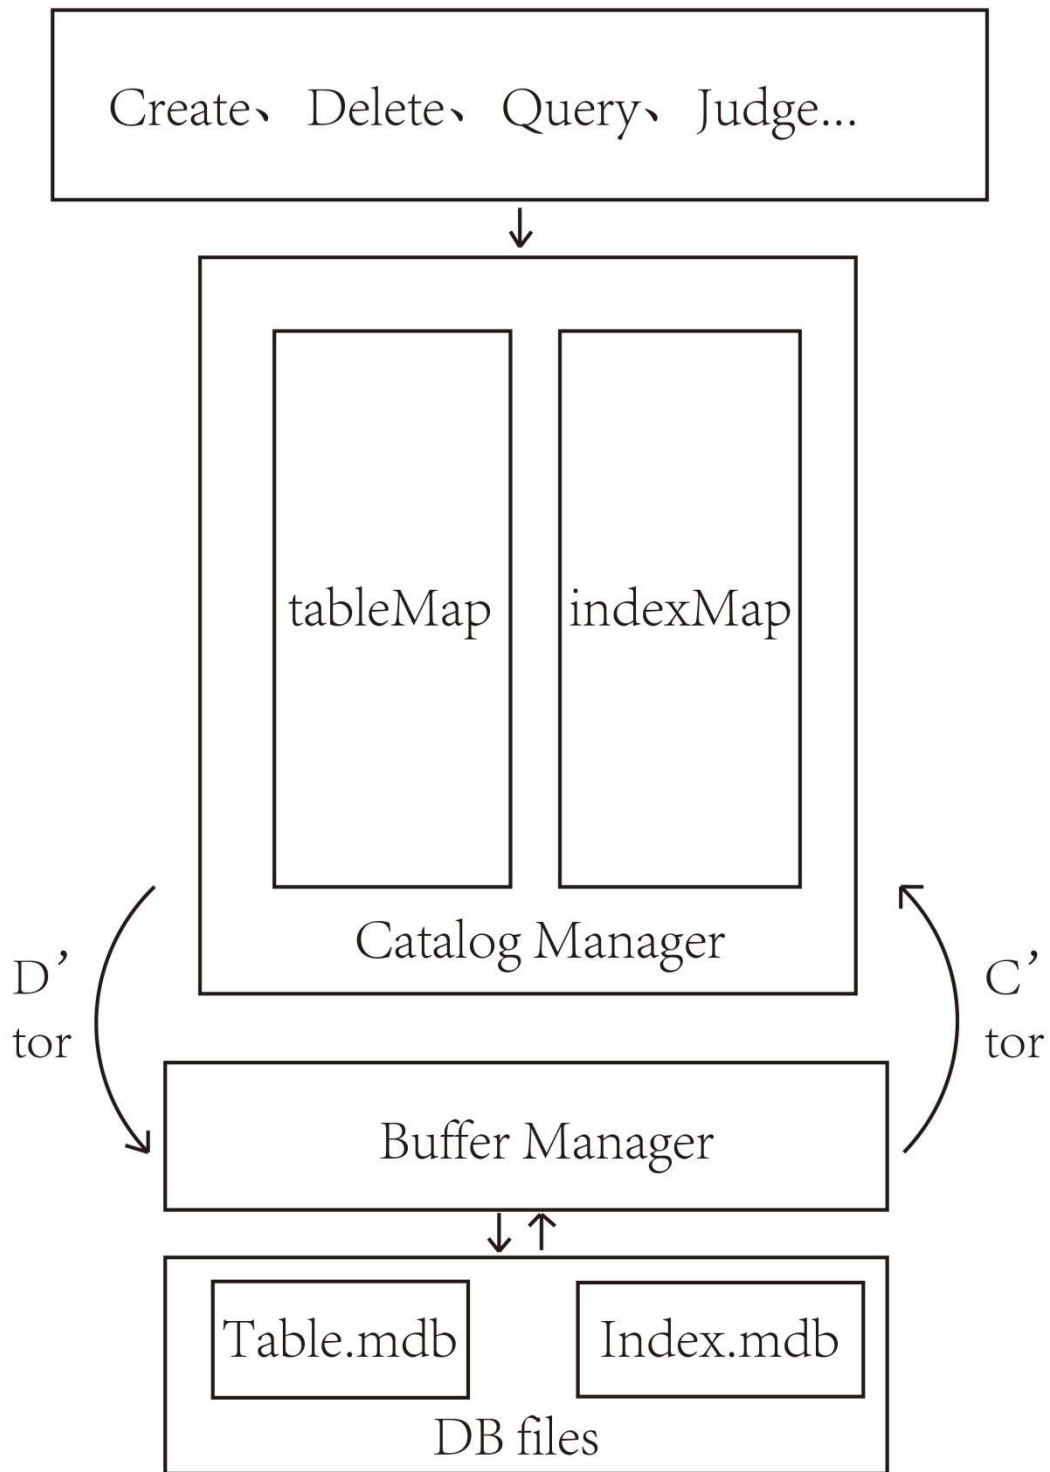 Create、Delete、Query、Judge...
tableMap
indexMap
Catalog Manager
D’
tor
C’
tor
Buffer Manager
Table.mdb
Index.mdb
DB files